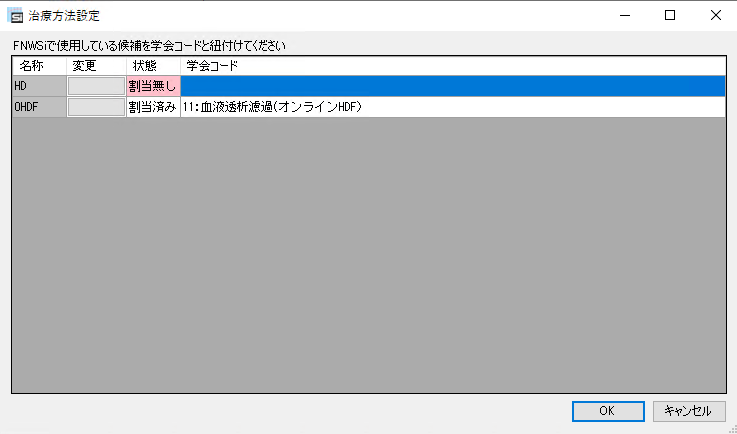 治療方法設定
FNWSiで使用している候補を学会コードと紐付けてください
名称 変更 状態 学会コード
HD 割当無し
OHDF 割当済み 11:血液透析濾過(オンラインHDF)
OK キャンセル